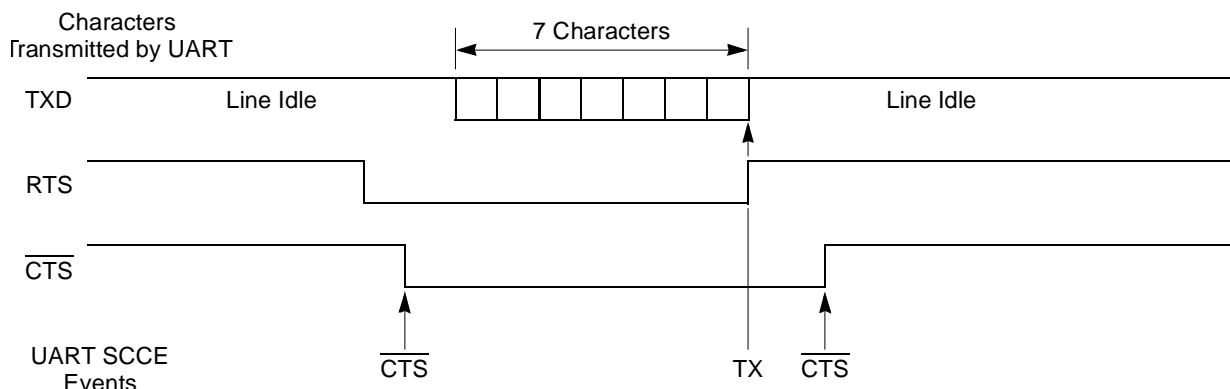 Characters
Transmitted by UART
7 Characters
TXD
Line Idle
Line Idle
RTS
CTS
UART SCCE
Events
CTS
TX
CTS